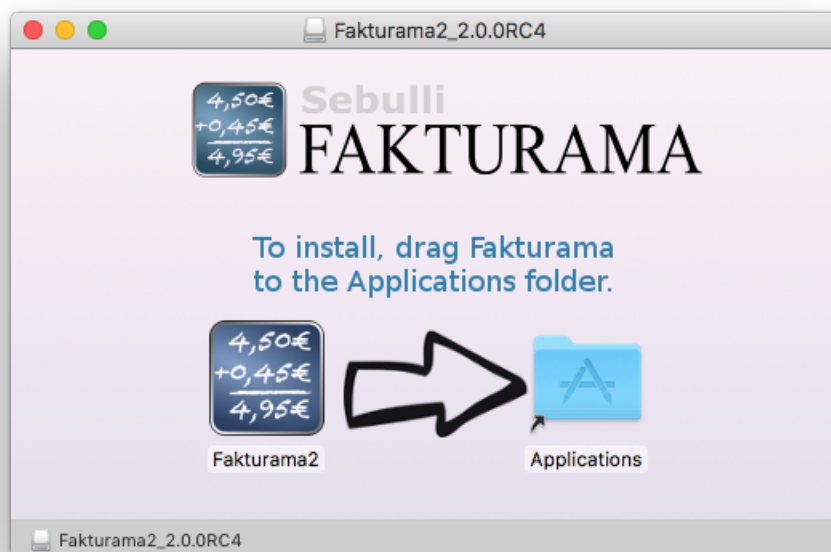 Fakturama2_2.0.0RC4
4,50€
+0,45€
4,95€
Sebulli
FAKTURAMA
To install, drag Fakturama
to the Applications folder.
4,50€
+0,45€
4,95€
Fakturama2
Applications
Fakturama2_2.0.0RC4